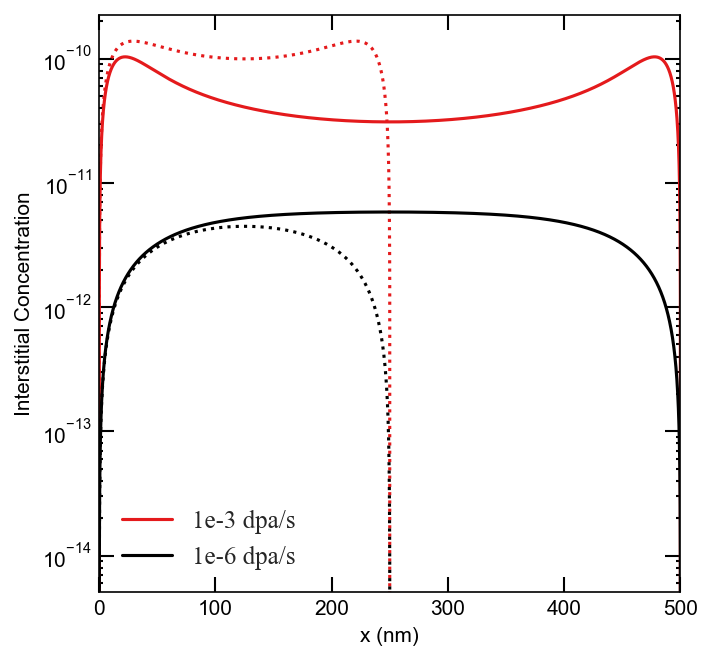 Interstitial Concentration
10⁻¹⁰
10⁻¹¹
10⁻¹²
10⁻¹³
10⁻¹⁴
1e-3 dpa/s
1e-6 dpa/s
0 100 200 300 400 500
x (nm)